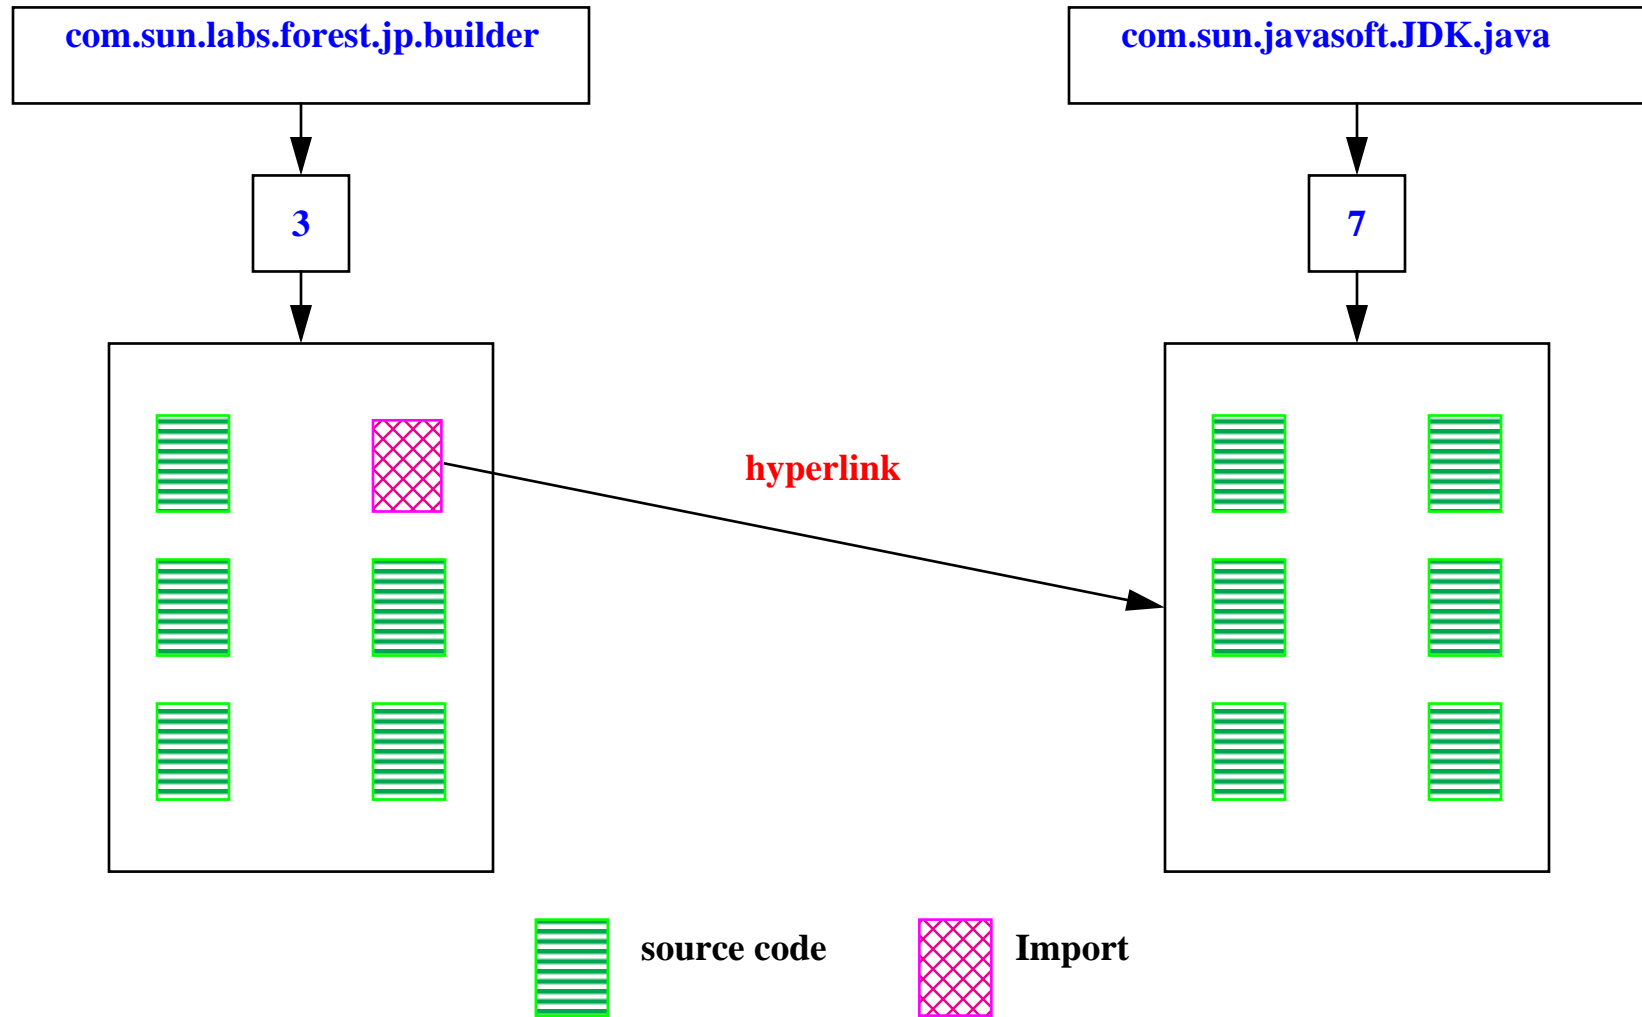 com.sun.labs.forest.jp.builder
com.sun.javasoft.JDK.java
3
7
hyperlink
source code
Import